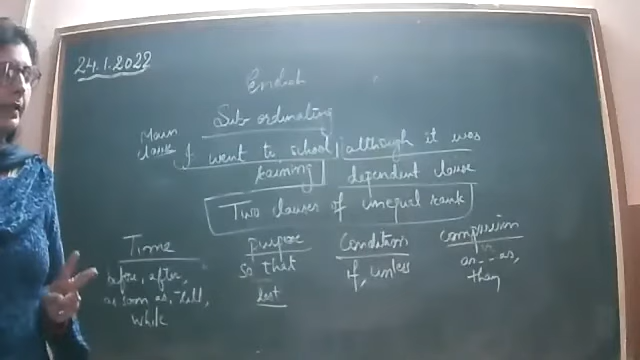 24.1.2022
English
Sub ordinating
Main clause
I went to school | although it was
raining | dependent clause
Two clauses of unequal rank
Time purpose Condition comparison
before, after, so that if, unless as--as,
as soon as, till, lest than
while